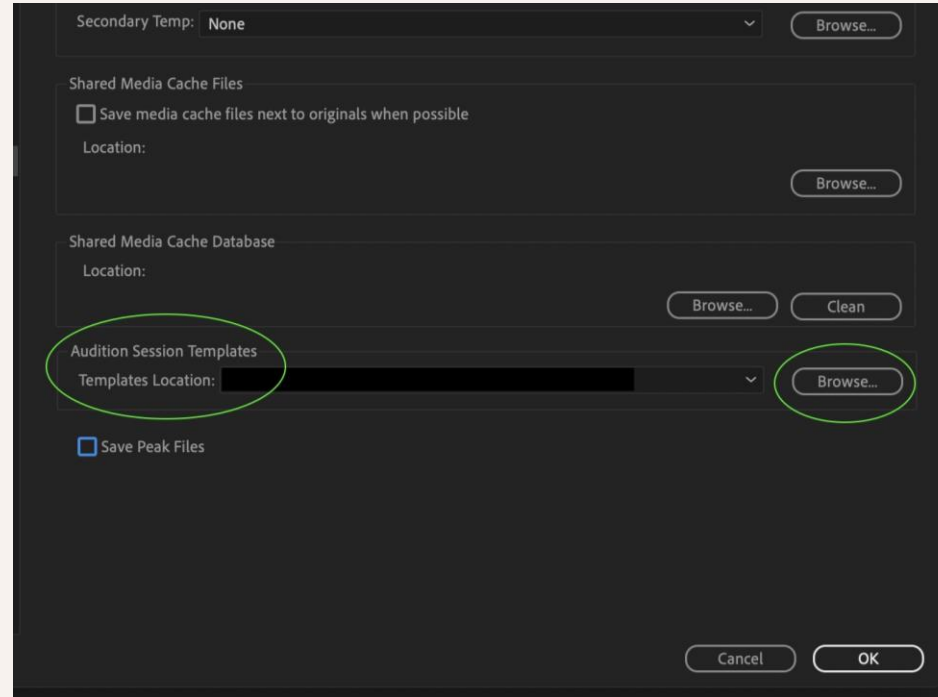 Secondary Temp: None Browse...
Shared Media Cache Files
Save media cache files next to originals when possible
Location:
Browse...
Shared Media Cache Database
Location:
Browse... Clean
Audition Session Templates
Templates Location: Browse...
Save Peak Files
Cancel OK